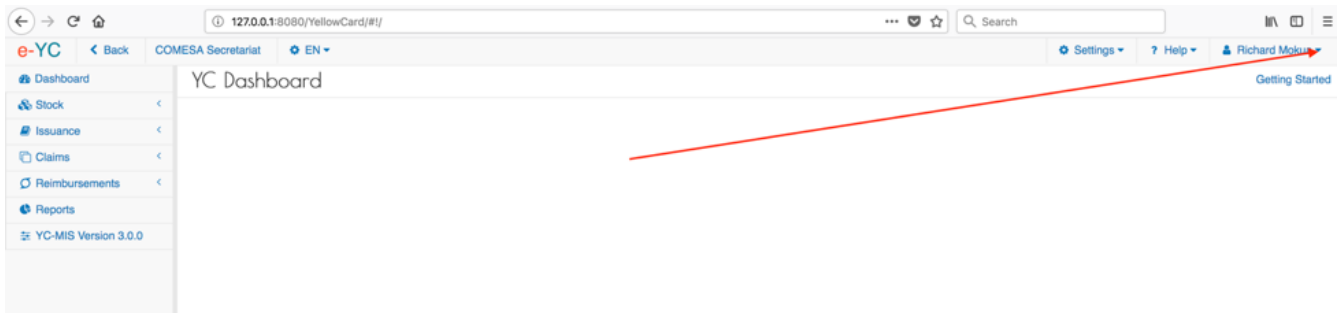 127.0.0.1:8080/YellowCard/#!/ Search
e-YC Back COMESA Secretariat EN Settings ? Help Richard Mokua
Dashboard YC Dashboard Getting Started
Stock
Issuance
Claims
Reimbursements
Reports
YC-MIS Version 3.0.0